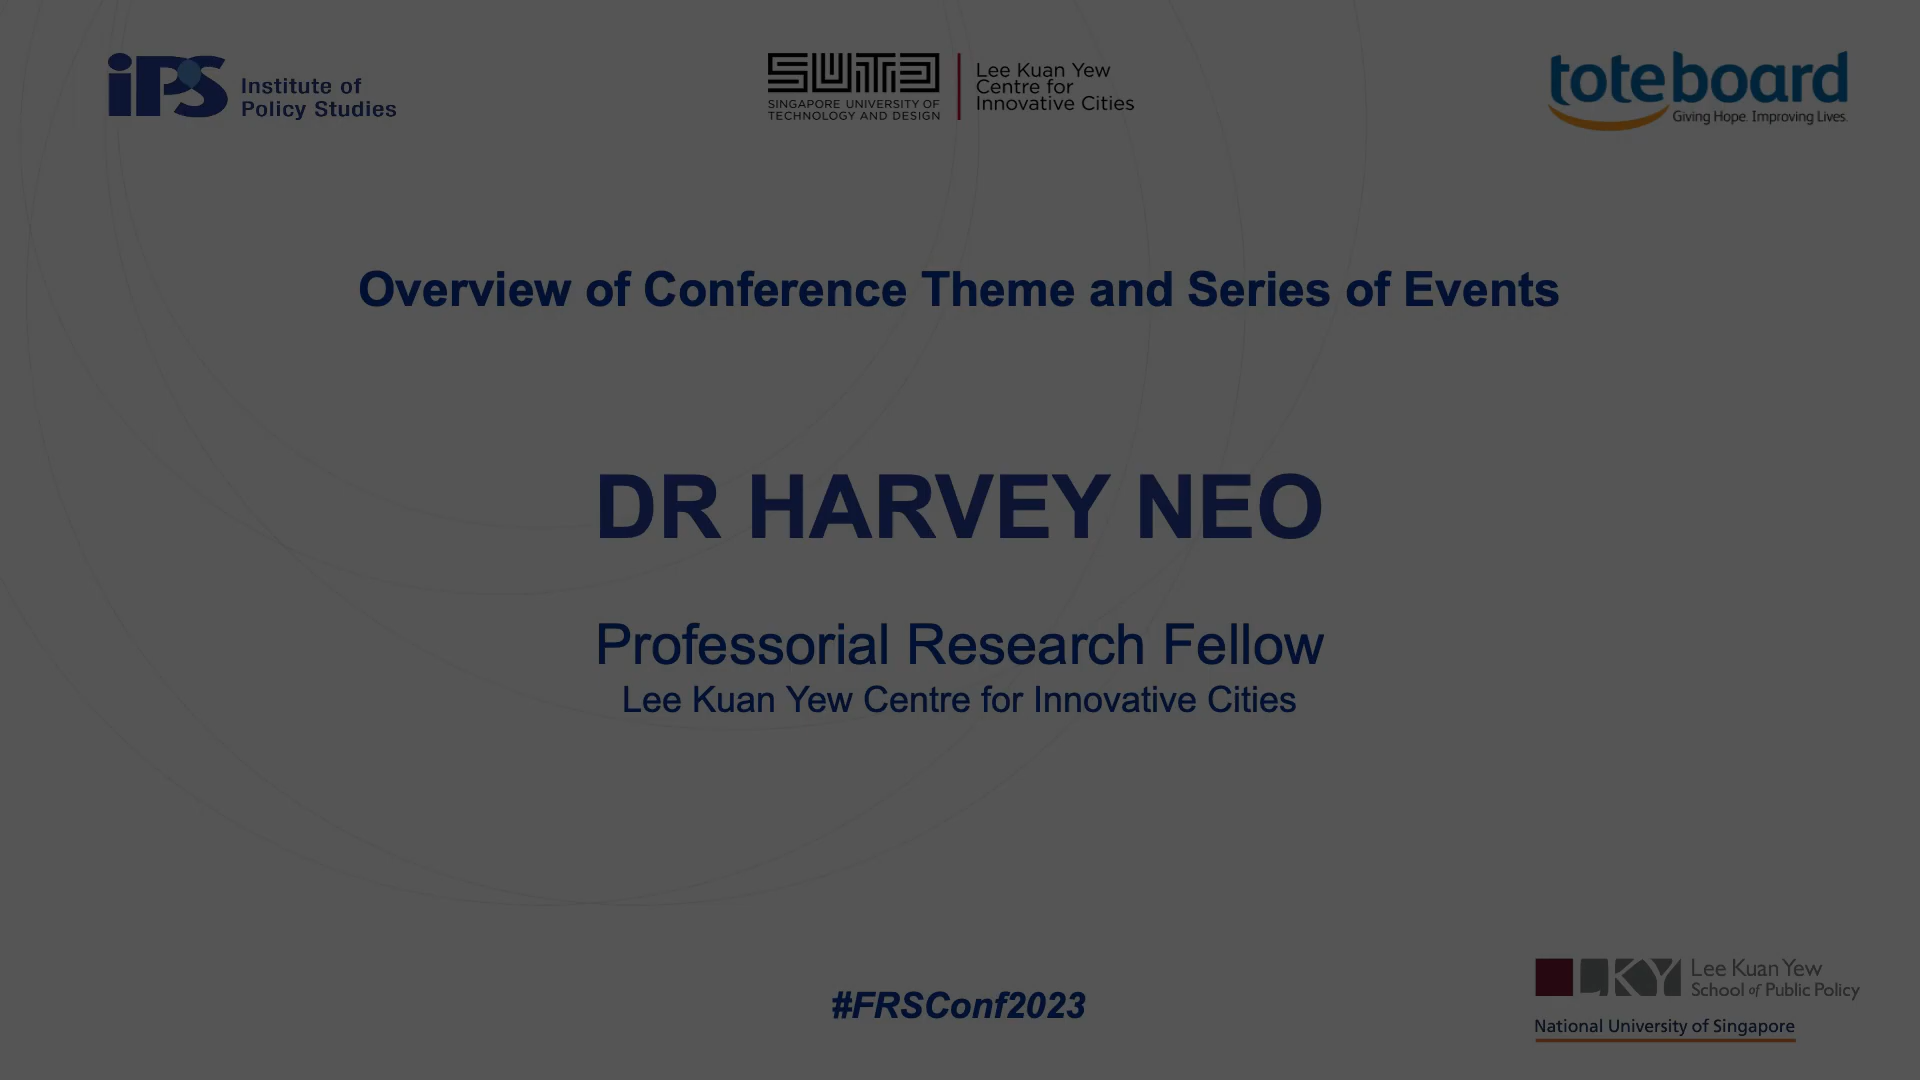 iPS Institute of
Policy Studies
SUTD
SINGAPORE UNIVERSITY OF
TECHNOLOGY AND DESIGN
Lee Kuan Yew
Centre for
Innovative Cities
toteboard
Giving Hope. Improving Lives.
Overview of Conference Theme and Series of Events
DR HARVEY NEO
Professorial Research Fellow
Lee Kuan Yew Centre for Innovative Cities
#FRSConf2023
LKY Lee Kuan Yew
School of Public Policy
National University of Singapore